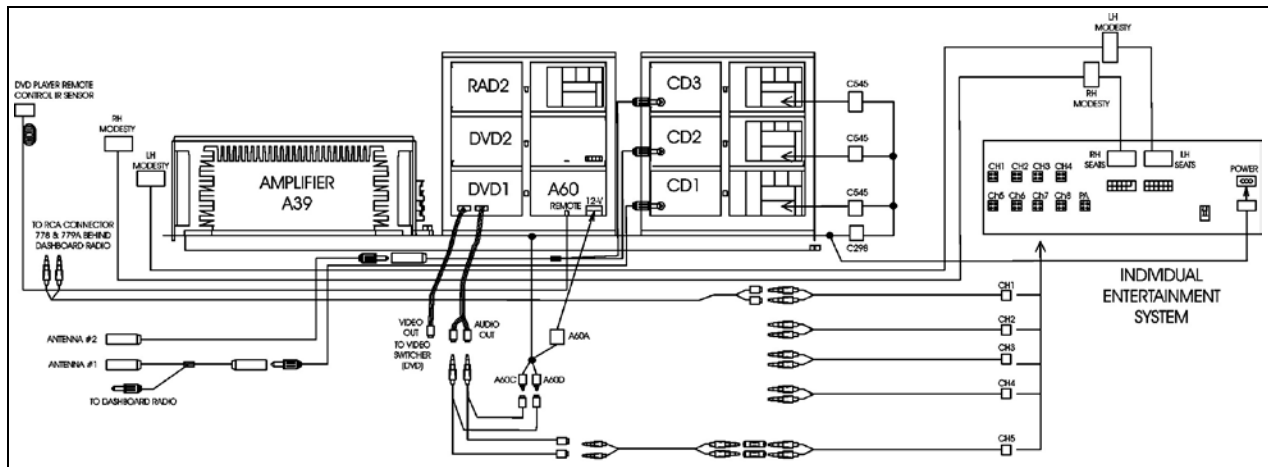 LH
MODESTY
DVD PLAYER REMOTE
CONTROL IR SENSOR
RH
MODESTY
LH
MODESTY
AMPLIFIER
A39
RAD2
DVD2
DVD1
A60
REMOTE
12-V
CD3
CD2
CD1
C545
C545
C545
C298
RH
MODESTY
RH
SEATS
LH
SEATS
POWER
CH1
CH2
CH3
CH4
Ch5
Ch6
Ch7
Ch8
PA
INDIVIDUAL
ENTERTAINMENT
SYSTEM
TO RCA CONNECTOR
778 & 779A BEHIND
DASHBOARD RADIO
ANTENNA #2
ANTENNA #1
TO DASHBOARD RADIO
VIDEO
OUT
TO VIDEO
SWITCHER
(DVD)
AUDIO
OUT
A60A
A60C
A60D
CH1
CH2
CH3
CH4
CH5